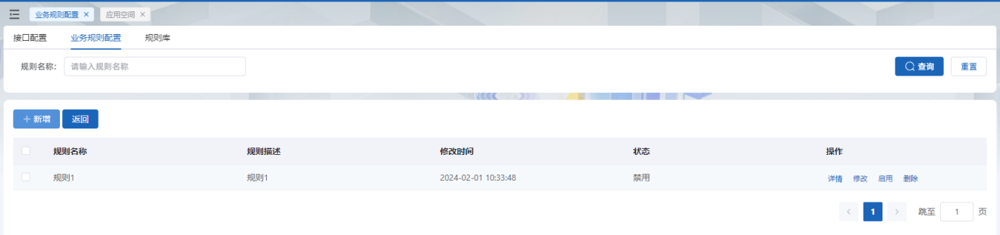 业务规则配置 × 应用空间 ×
接口配置 业务规则配置 规则库
规则名称: 请输入规则名称 查询 重置
+ 新增 返回
规则名称 规则描述 修改时间 状态 操作
规则1 规则1 2024-02-01 10:33:48 禁用 详情 修改 启用 删除
< 1 > 跳至 1 页